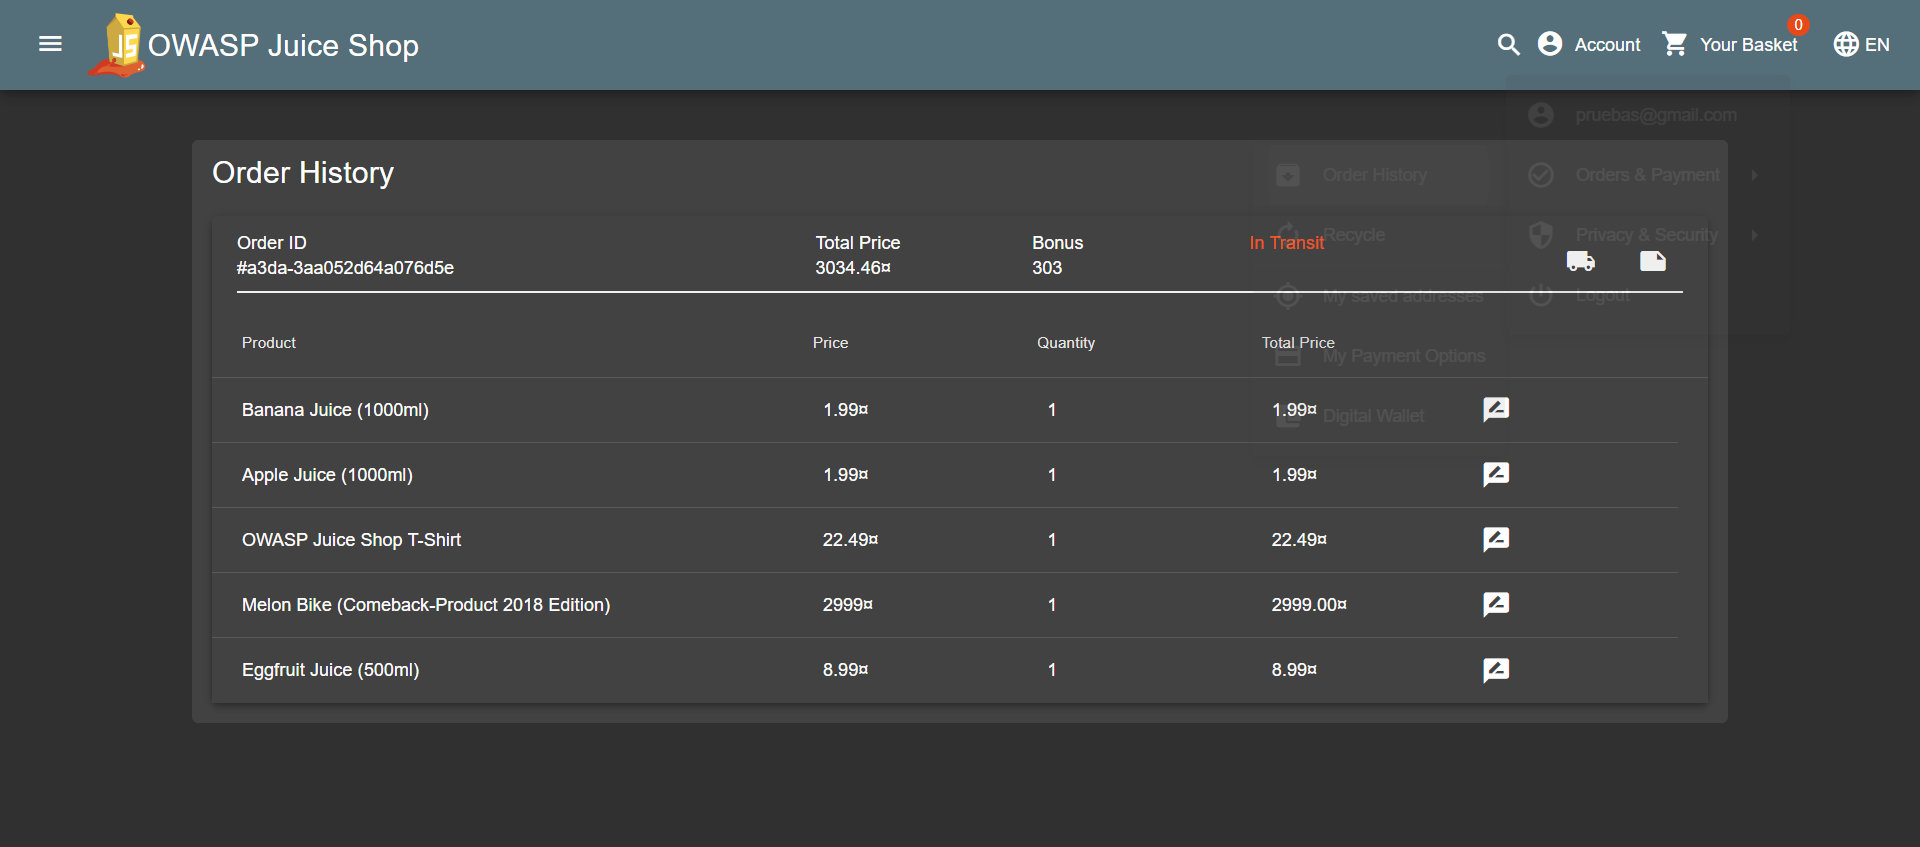 OWASP Juice Shop
Account
Your Basket
0
EN
pruebas@gmail.com
Orders & Payment
Privacy & Security
Logout
Order History
Recycle
My saved addresses
My Payment Options
Digital Wallet
Order History
Order ID Total Price Bonus In Transit
#a3da-3aa052d64a076d5e 3034.46¤ 303
Product Price Quantity Total Price
Banana Juice (1000ml) 1.99¤ 1 1.99¤
Apple Juice (1000ml) 1.99¤ 1 1.99¤
OWASP Juice Shop T-Shirt 22.49¤ 1 22.49¤
Melon Bike (Comeback-Product 2018 Edition) 2999¤ 1 2999.00¤
Eggfruit Juice (500ml) 8.99¤ 1 8.99¤